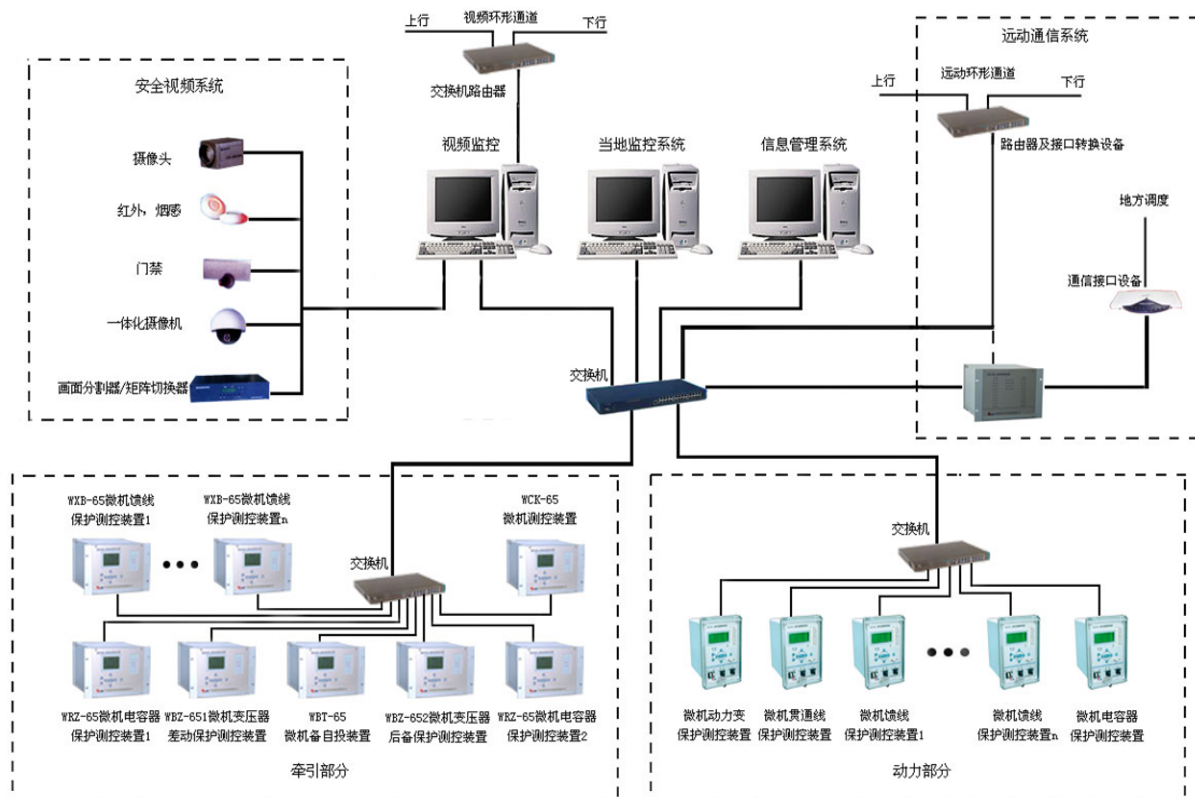 上行
视频环形通道
下行
交换机路由器
远动通信系统
上行
远动环形通道
下行
路由器及接口转换设备
地方调度
通信接口设备
安全视频系统
摄像头
红外，烟感
门禁
一体化摄像机
画面分割器/矩阵切换器
视频监控
当地监控系统
信息管理系统
交换机
WXB-65微机馈线
保护测控装置1
WXB-65微机馈线
保护测控装置n
WCK-65
微机测控装置
交换机
WRZ-65微机电容器
保护测控装置1
WBZ-651微机变压器
差动保护测控装置
WBT-65
微机备自投装置
WBZ-652微机变压器
后备保护测控装置
WRZ-65微机电容器
保护测控装置2
牵引部分
交换机
微机动力变
保护测控装置
微机贯通线
保护测控装置
微机馈线
保护测控装置1
微机馈线
保护测控装置n
微机电容器
保护测控装置
动力部分